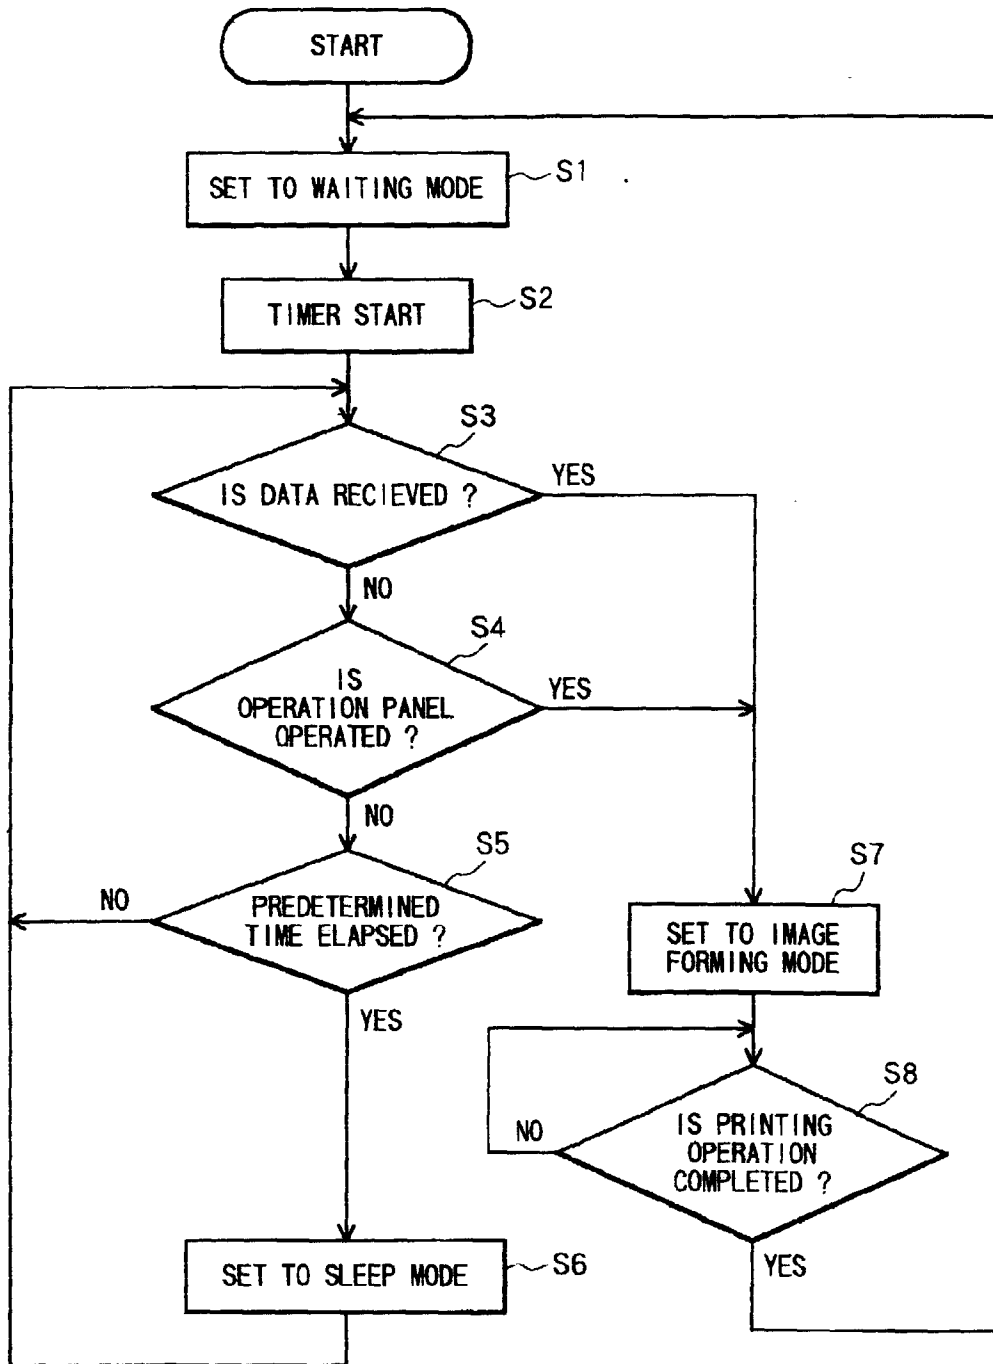 START
SET TO WAITING MODE
S1
TIMER START
S2
S3
IS DATA RECIEVED ?
YES
NO
S4
IS
OPERATION PANEL
OPERATED ?
YES
NO
S5
PREDETERMINED
TIME ELAPSED ?
NO
YES
S7
SET TO IMAGE
FORMING MODE
S8
IS PRINTING
OPERATION
COMPLETED ?
NO
YES
SET TO SLEEP MODE
S6